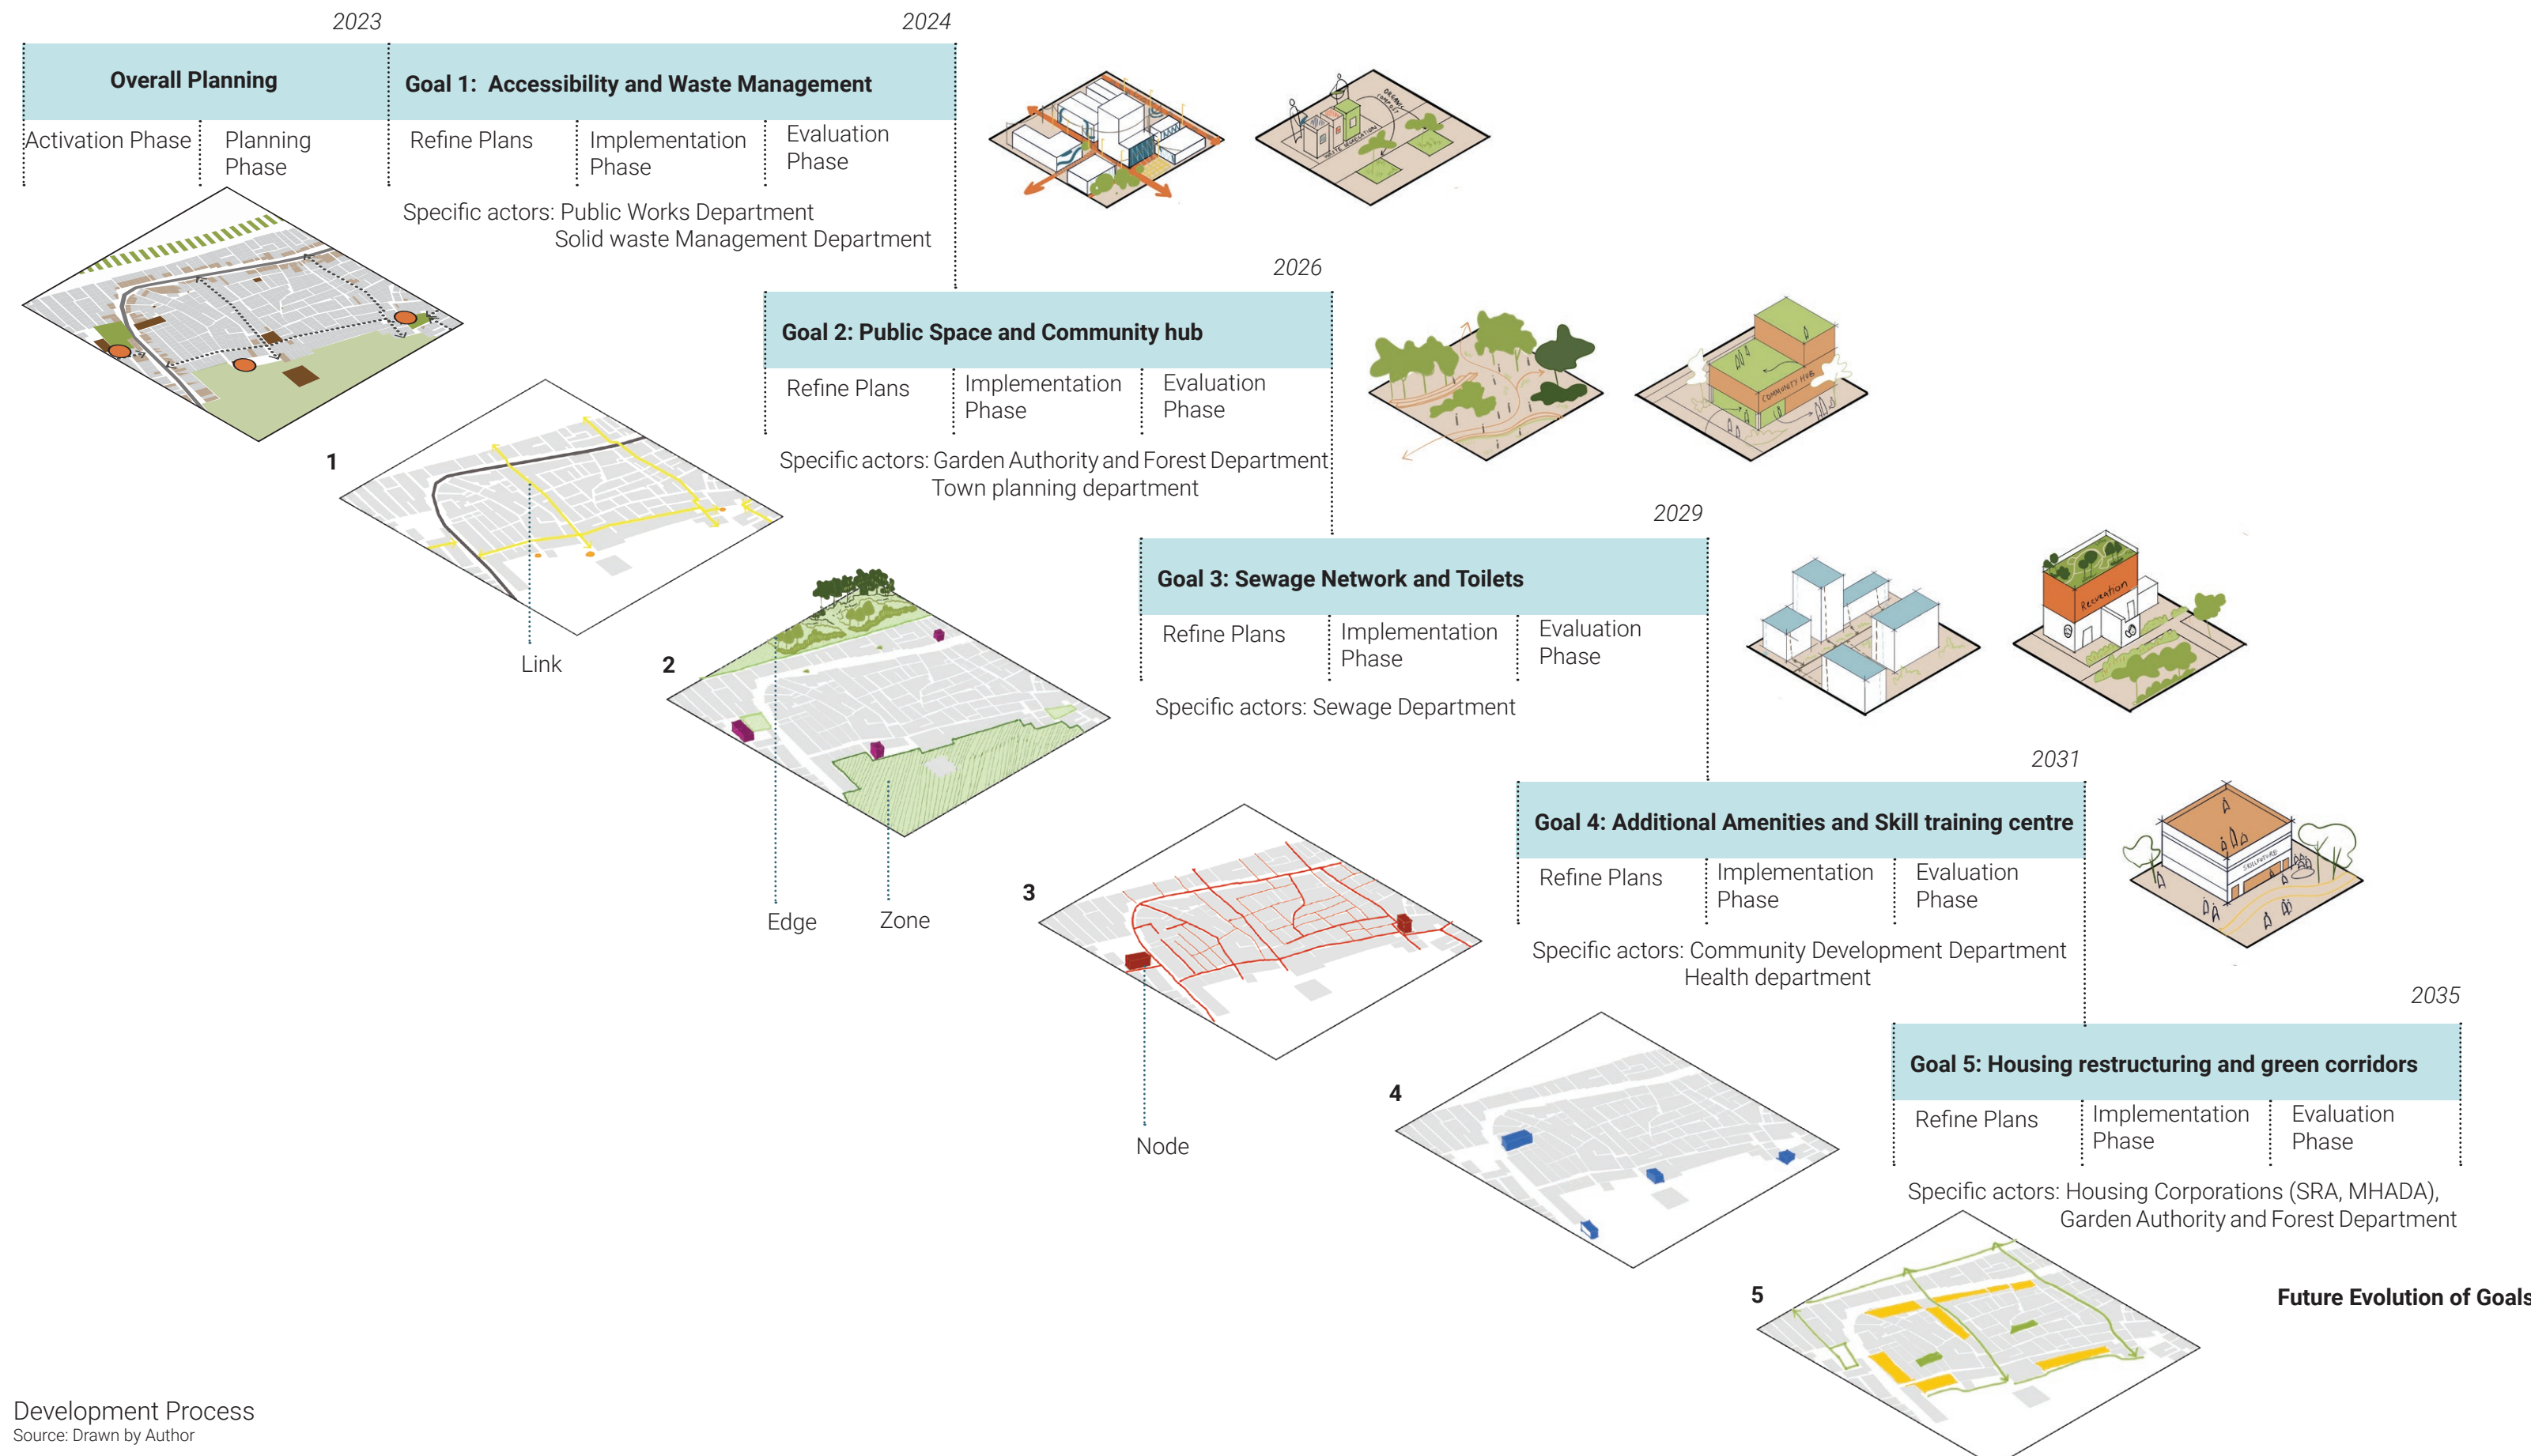 2023
2024
Overall Planning
Goal 1:  Accessibility and Waste Management
Activation Phase
Planning
Phase
Refine Plans
Implementation
Phase
Evaluation
Phase
Specific actors: Public Works Department
Solid waste Management Department
ORGANIC
COMPOST
WASTE SEGREGATION
2026
Goal 2: Public Space and Community hub
Refine Plans
Implementation
Phase
Evaluation
Phase
Specific actors: Garden Authority and Forest Department
Town planning department
COMMUNITY HUB
1
Link
2029
Goal 3: Sewage Network and Toilets
Refine Plans
Implementation
Phase
Evaluation
Phase
Specific actors: Sewage Department
Recreation
2
Edge
Zone
2031
Goal 4: Additional Amenities and Skill training centre
Refine Plans
Implementation
Phase
Evaluation
Phase
Specific actors: Community Development Department
Health department
3
Node
2035
Goal 5: Housing restructuring and green corridors
Refine Plans
Implementation
Phase
Evaluation
Phase
Specific actors: Housing Corporations (SRA, MHADA),
Garden Authority and Forest Department
4
5
Future Evolution of Goals
Development Process
Source: Drawn by Author